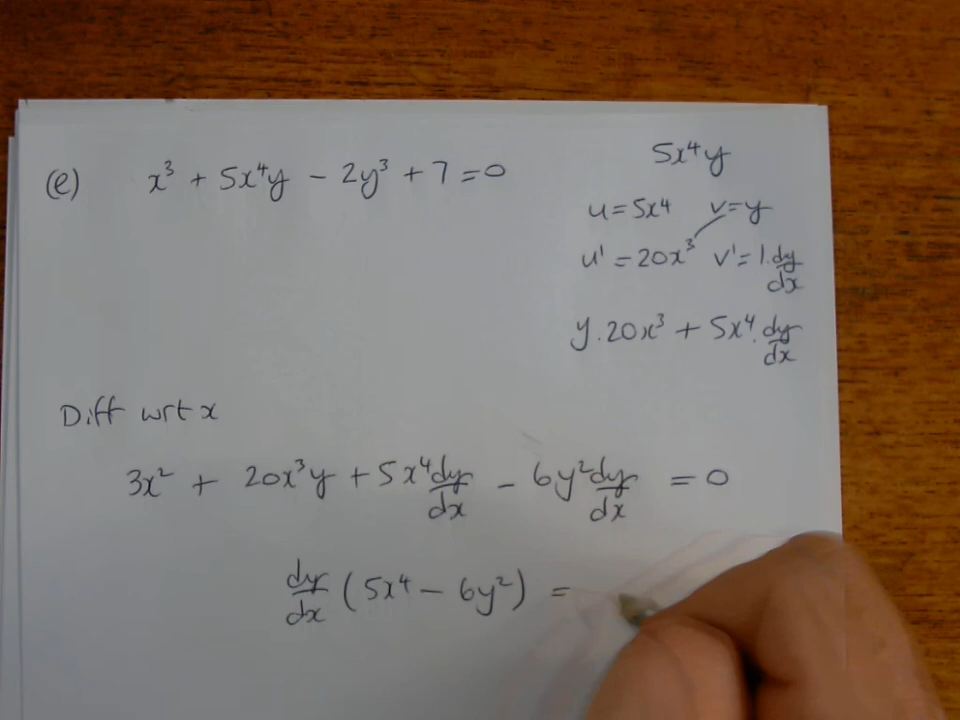 (e) x³ + 5x⁴y - 2y³ + 7 = 0
5x⁴y
u = 5x⁴ v = y
u' = 20x³ v' = 1.dy/dx
y.20x³ + 5x⁴.dy/dx
Diff wrt x
3x² + 20x³y + 5x⁴dy/dx - 6y²dy/dx = 0
dy/dx (5x⁴ - 6y²) =